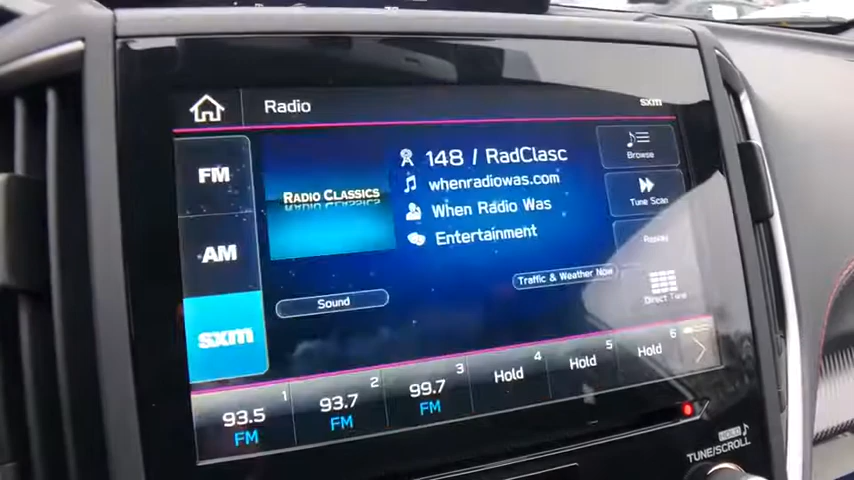 Radio
sxm
FM
AM
sxm
RADIO CLASSICS
148 / RadClasc
whenradiowas.com
When Radio Was
Entertainment
Browse
Tune Scan
Replay
Direct Tune
Sound
Traffic & Weather Now
1
93.5
FM
2
93.7
FM
3
99.7
FM
4
Hold
5
Hold
6
Hold
HOLD
TUNE/SCROLL